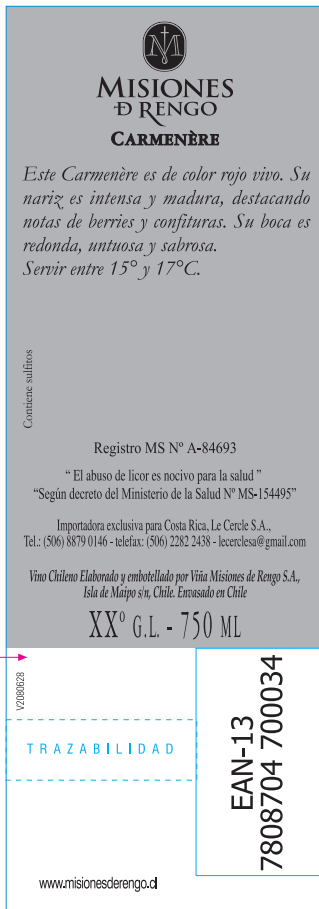 M
MISIONES
D RENGO
CARMENÈRE
Este Carmenère es de color rojo vivo. Su
nariz es intensa y madura, destacando
notas de berries y confituras. Su boca es
redonda, untuosa y sabrosa.
Servir entre 15° y 17°C.
Contiene sulfitos
Registro MS Nº A-84693
“ El abuso de licor es nocivo para la salud ”
“Según decreto del Ministerio de la Salud Nº MS-154495”
Importadora exclusiva para Costa Rica, Le Cercle S.A.,
Tel.: (506) 8879 0146 - telefax: (506) 2282 2438 - lecerclesa@gmail.com
Vino Chileno Elaborado y embotellado por Viña Misiones de Rengo S.A.,
Isla de Maipo s/n, Chile. Envasado en Chile
XXº G.L. - 750 ML
V2080628
TRAZABILIDAD
EAN-13
7808704 700034
www.misionesderengo.cl